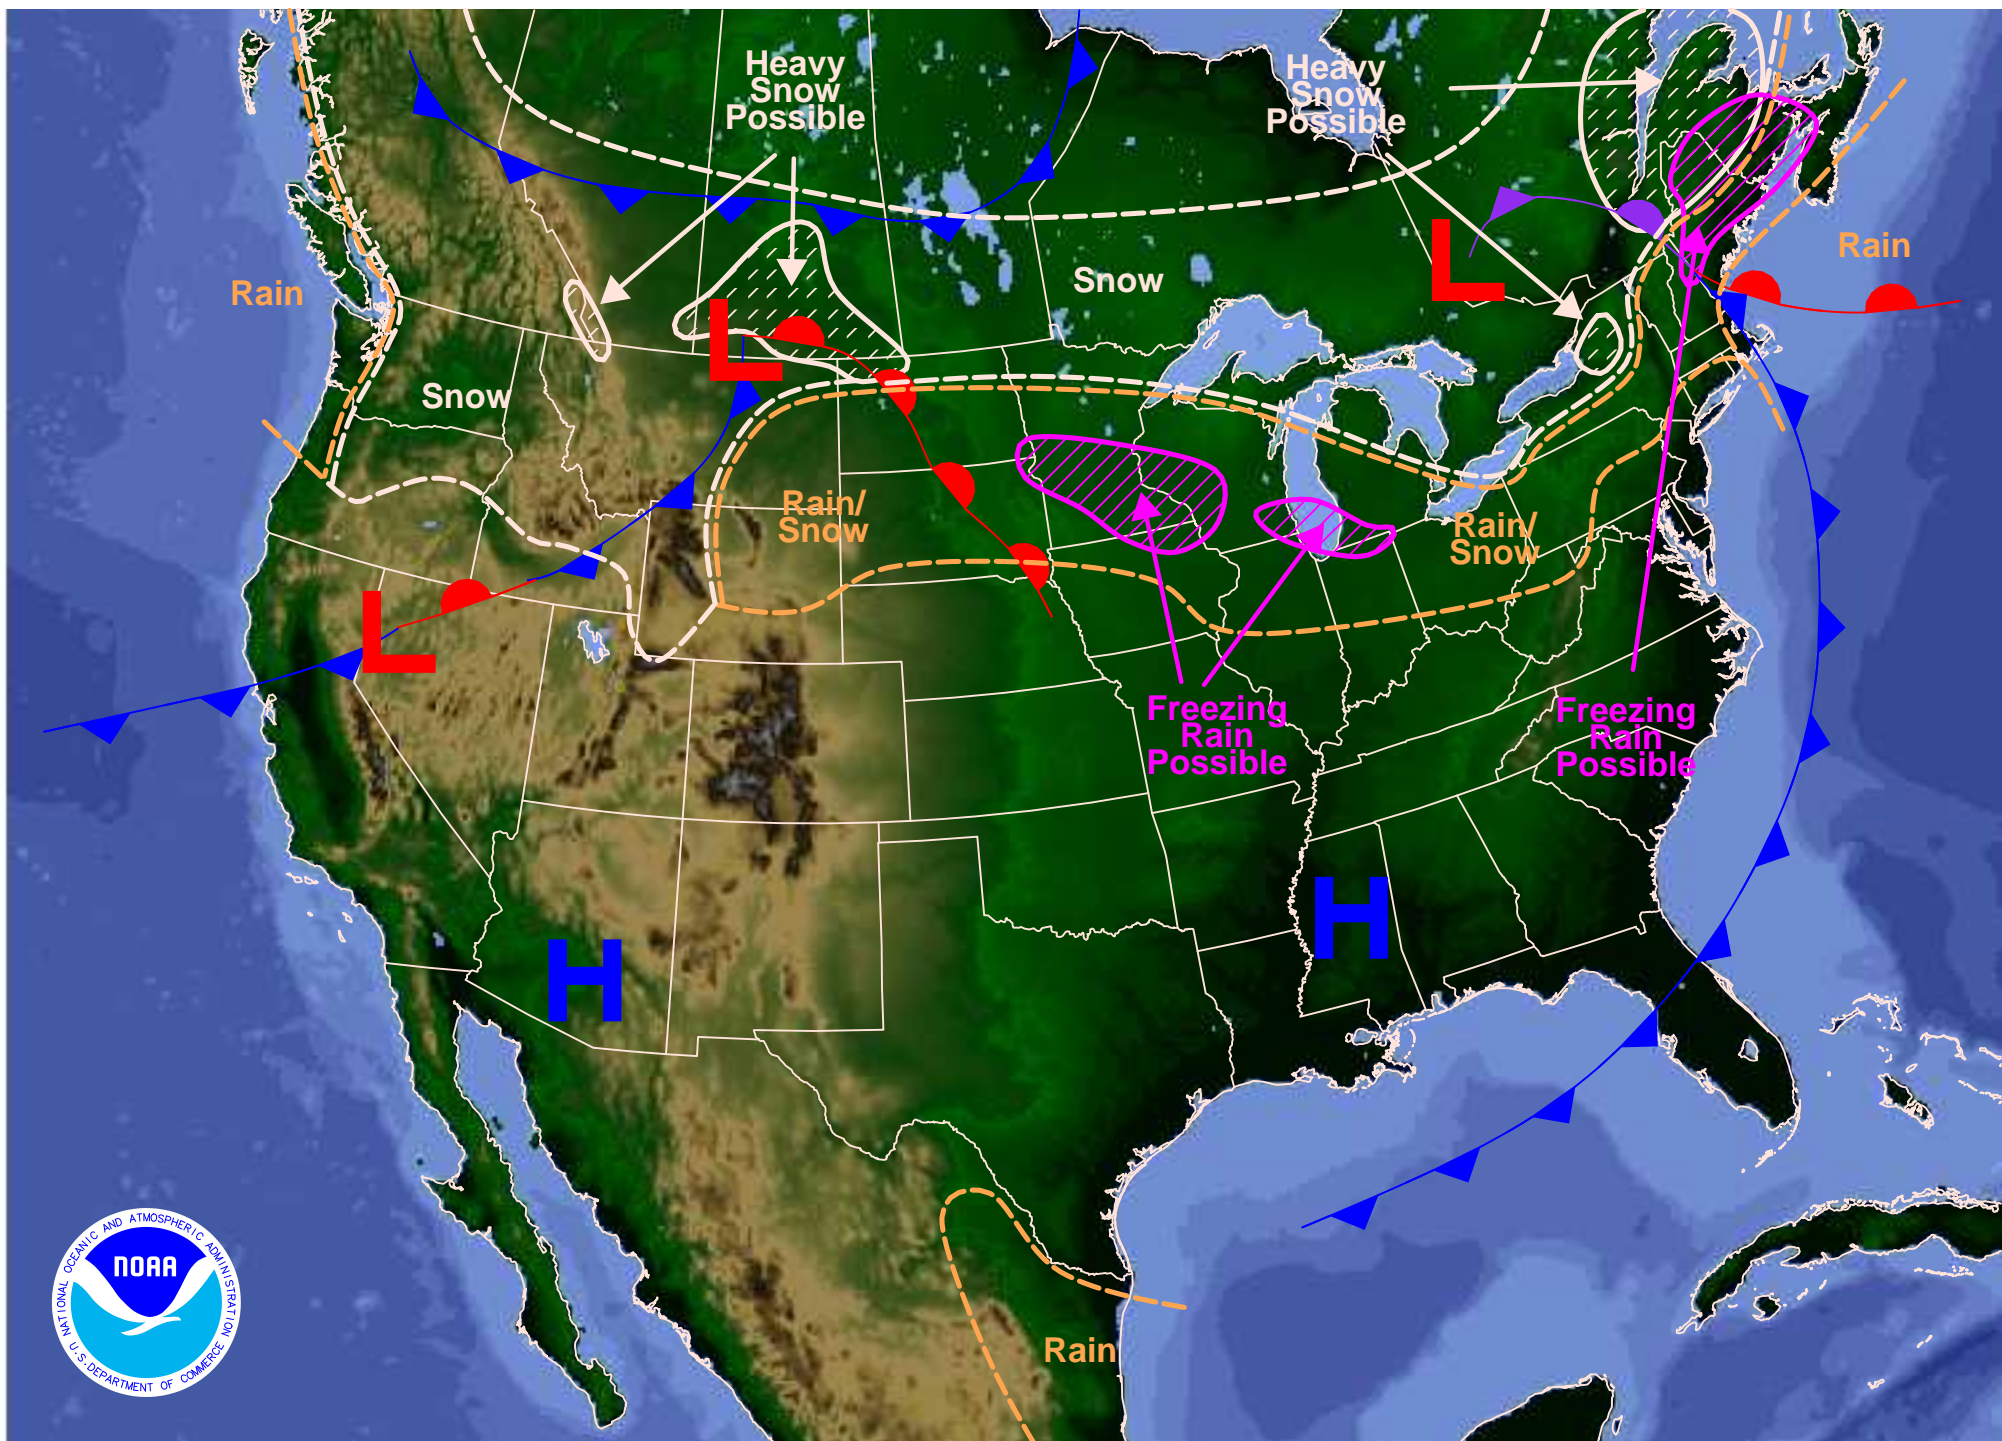 Heavy
Snow
Possible
Heavy
Snow
Possible
Rain
Rain
Snow
L
L
Snow
Rain/
Snow
Rain/
Snow
L
Freezing
Rain
Possible
Freezing
Rain
Possible
H
H
Rain
NATIONAL OCEANIC AND ATMOSPHERIC ADMINISTRATION
NOAA
U.S. DEPARTMENT OF COMMERCE